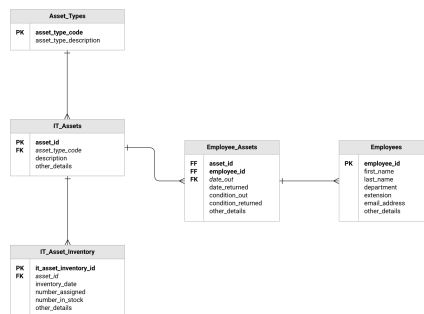 Asset_Types
PK asset_type_code
asset_type_description
IT_Assets
PK asset_id
FK asset_type_code
description
other_details
Employee_Assets
FF asset_id
FF employee_id
FK date_out
date_returned
condition_out
condition_returned
other_details
Employees
PK employee_id
first_name
last_name
department
extension
email_address
other_details
IT_Asset_Inventory
PK it_asset_inventory_id
FK asset_id
inventory_date
number_assigned
number_in_stock
other_details